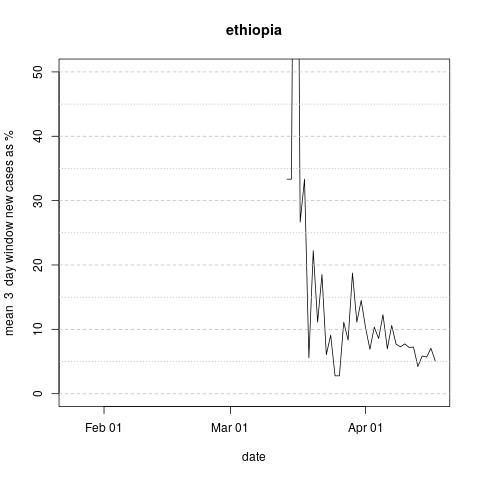 ethiopia
mean  3  day window new cases as %
50
40
30
20
10
0
Feb 01
Mar 01
Apr 01
date